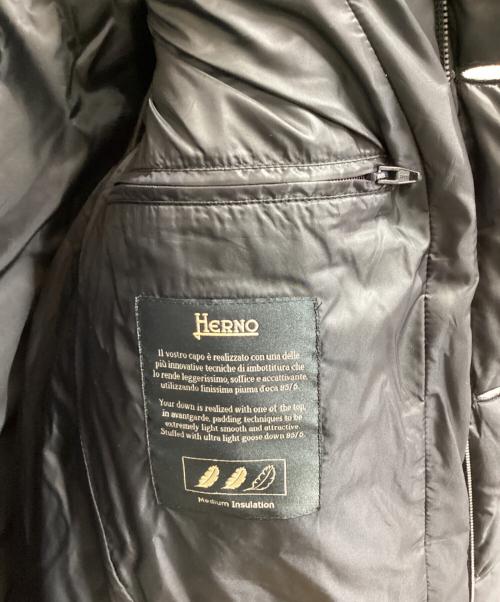 HERNO
Il vostro capo è realizzato con una delle
più innovative tecniche di imbottitura che
lo rende leggerissimo, soffice e accattivante.
utilizzando finissima piuma d'oca 95/5.
Your down is realized with one of the top,
in avantgarde, padding techniques to be
extremely light smooth and attractive.
Stuffed with ultra light goose down 95/5.
Medium Insulation